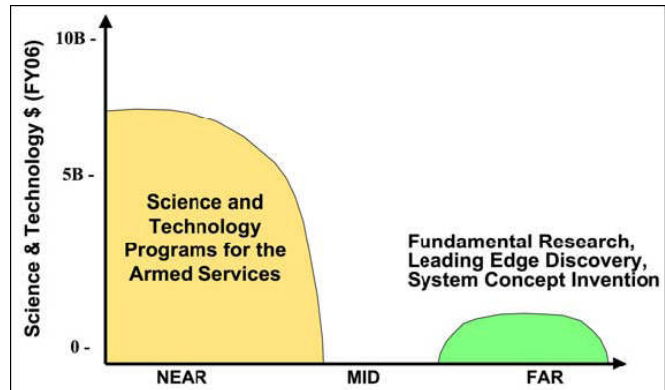 Science & Technology $ (FY06)
10B -
5B -
0 -
Science and
Technology
Programs for the
Armed Services
Fundamental Research,
Leading Edge Discovery,
System Concept Invention
NEAR MID FAR